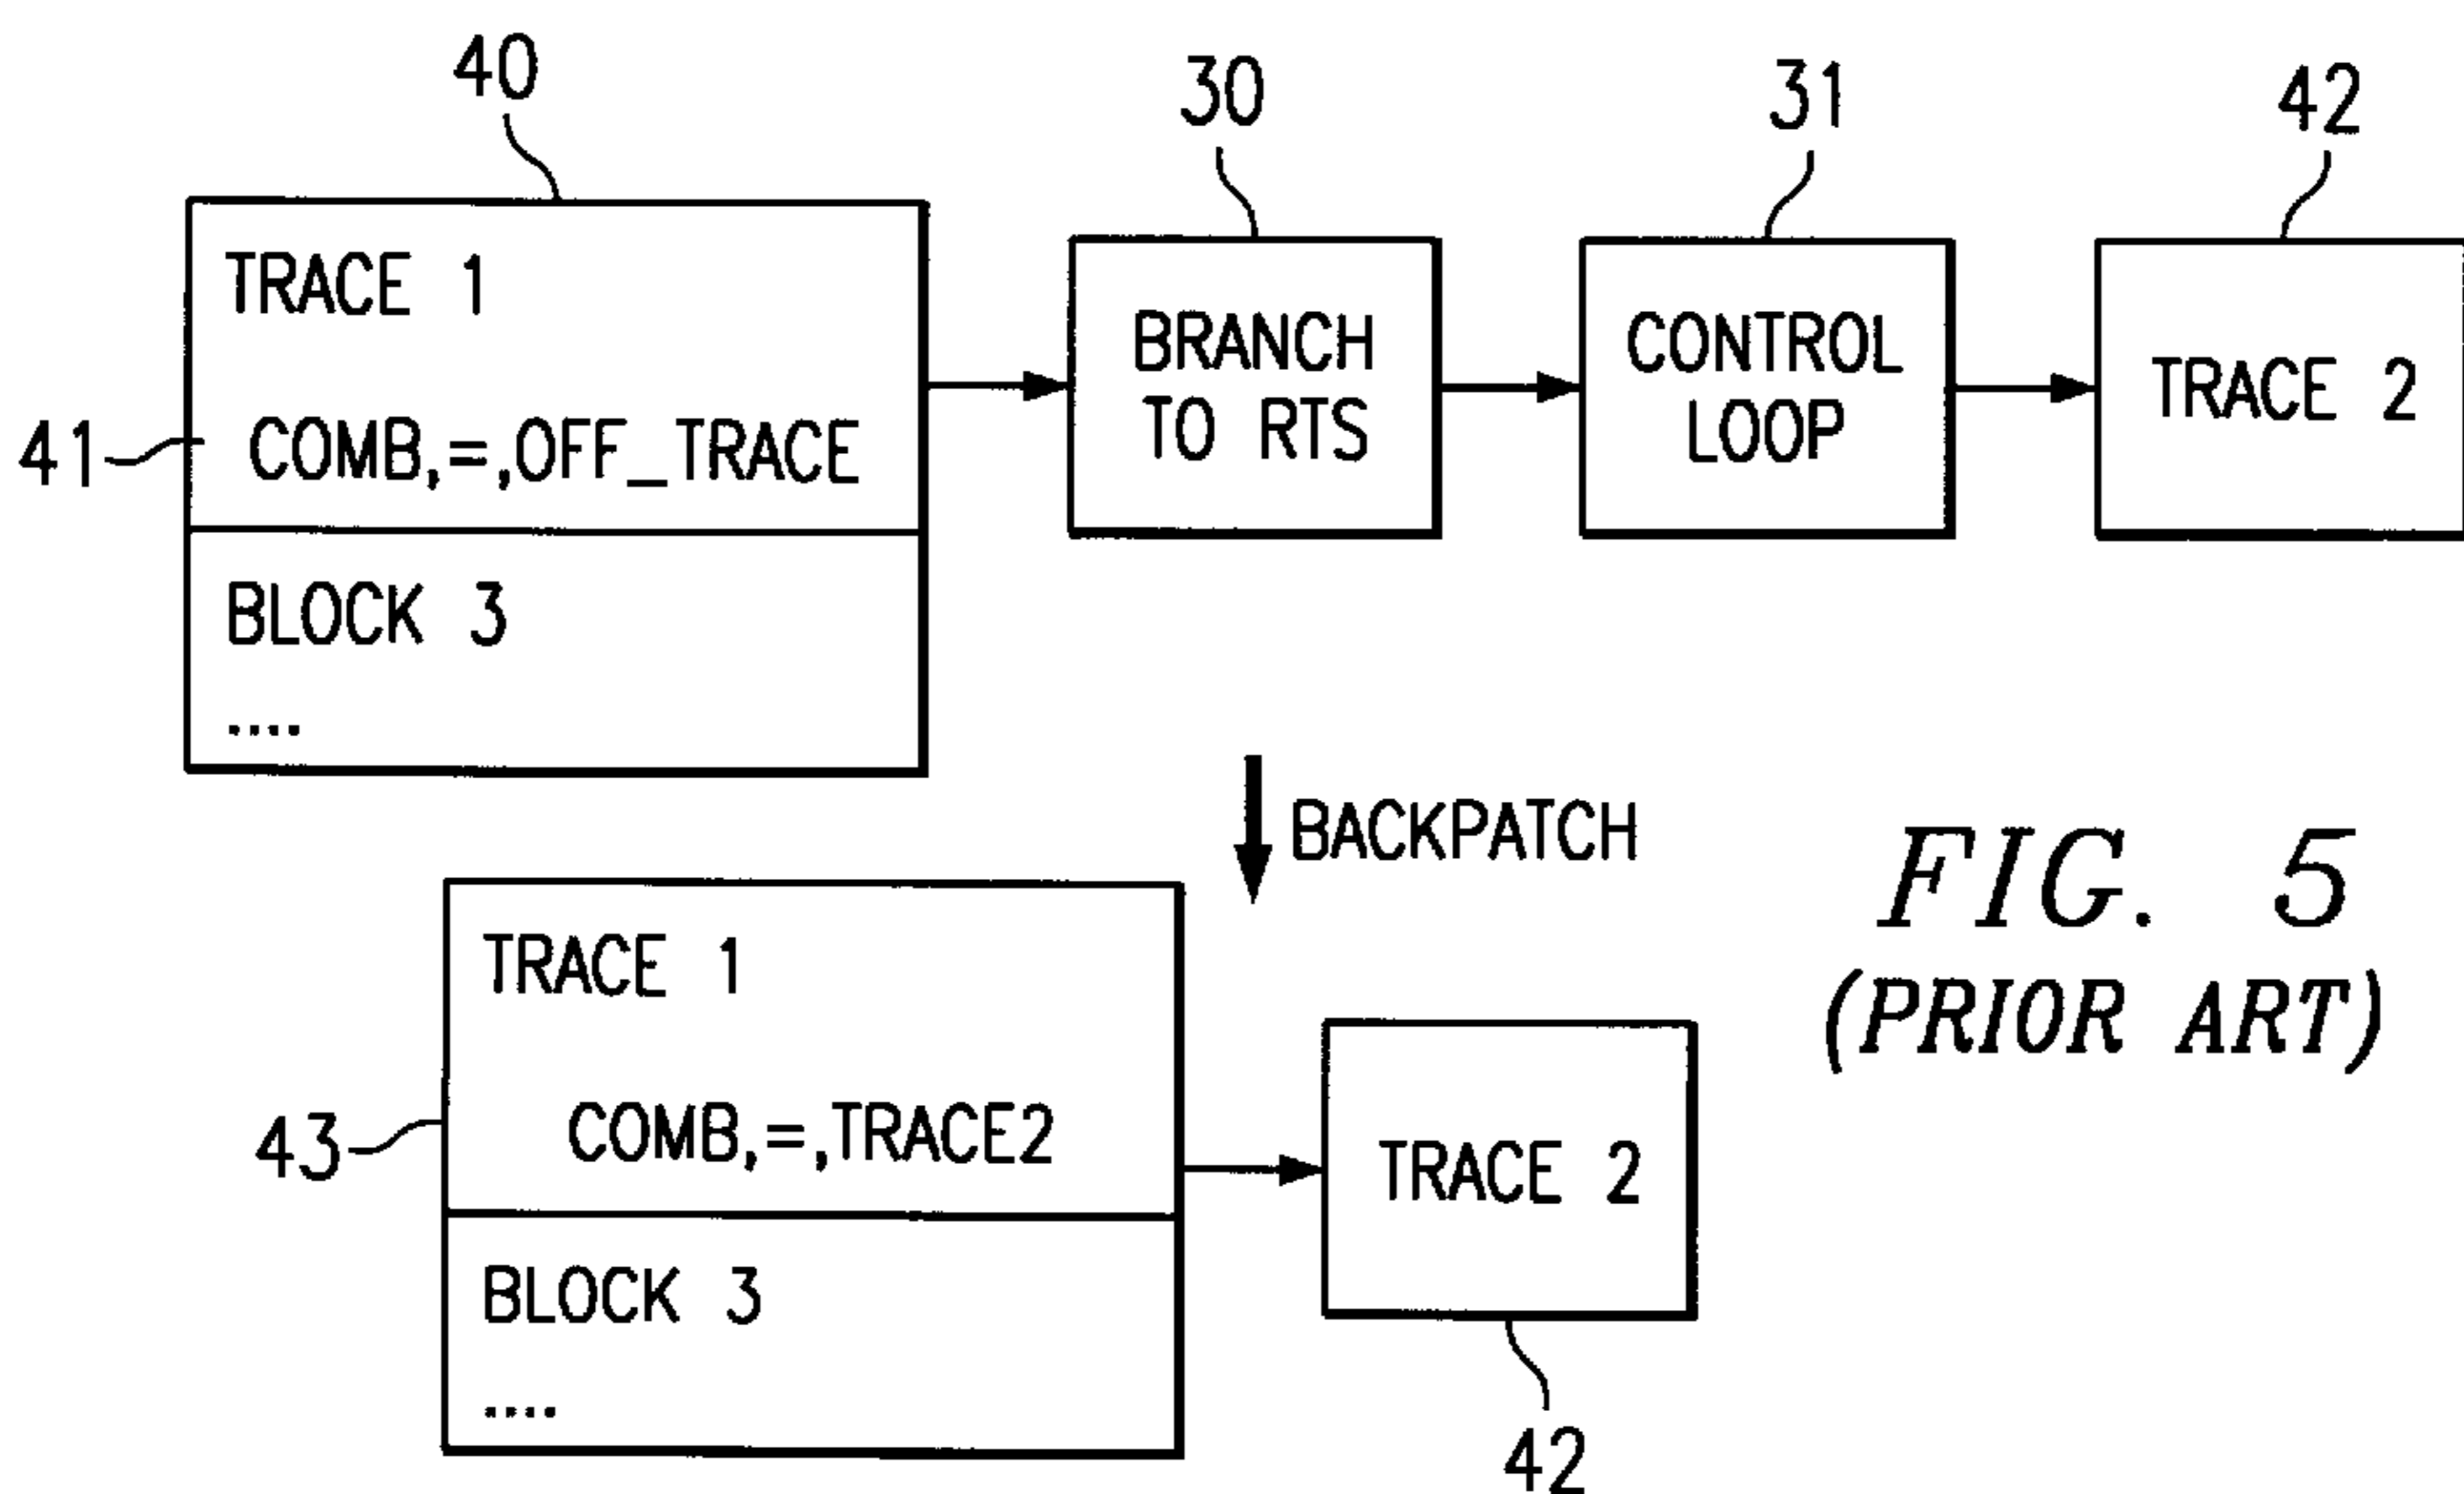 40
30
31
42
TRACE 1
41
COMB,=,OFF_TRACE
BLOCK 3
....
BRANCH
TO RTS
CONTROL
LOOP
TRACE 2
BACKPATCH
TRACE 1
43
COMB,=,TRACE2
BLOCK 3
....
TRACE 2
42
FIG. 5
(PRIOR ART)